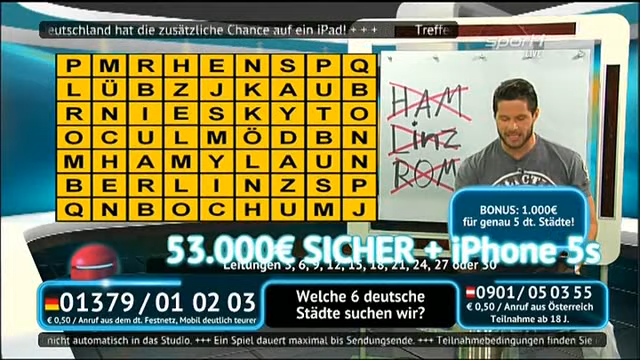 eutschland hat die zusätzliche Chance auf ein iPad! +++ Treffe
sport1
LIVE
P M R H E N S P Q
L Ü B Z J K A U B
R N I E S K Y T O
O C U L M Ö D B N
M H A M Y L A U N
B E R L I N Z S P
Q N B O C H U M J
HAM
Linz
ROM
BONUS: 1.000€
für genau 5 dt. Städte!
53.000€ SICHER + iPhone 5s
Leitungen 3, 6, 9, 12, 15, 18, 21, 24, 27 oder 30
01379/01 02 03
€ 0,50 / Anruf aus dem dt. Festnetz, Mobil deutlich teurer
Welche 6 deutsche
Städte suchen wir?
0901/05 03 55
€ 0,50 / Anruf aus Österreich
Teilnahme ab 18 J.
nicht automatisch in das Studio. +++ Ein Anruf dauert maximal bis Sendungsende. +++ Teilnahmebedingungen finden Sie i